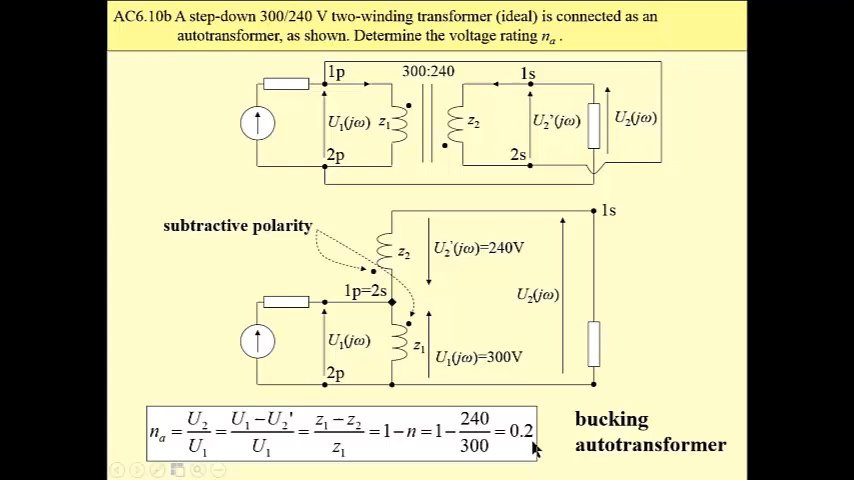 AC6.10b A step-down 300/240 V two-winding transformer (ideal) is connected as an
autotransformer, as shown. Determine the voltage rating nₐ .
1p
300:240
1s
U₁(jω)
z₁
z₂
U₂’(jω)
U₂(jω)
2p
2s
1s
subtractive polarity
z₂
U₂'(jω)=240V
1p=2s
U₂(jω)
U₁(jω)
z₁
U₁(jω)=300V
2p
nₐ = U₂/U₁ = (U₁ − U₂')/U₁ = (z₁ − z₂)/z₁ = 1 − n = 1 − 240/300 = 0.2
bucking
autotransformer